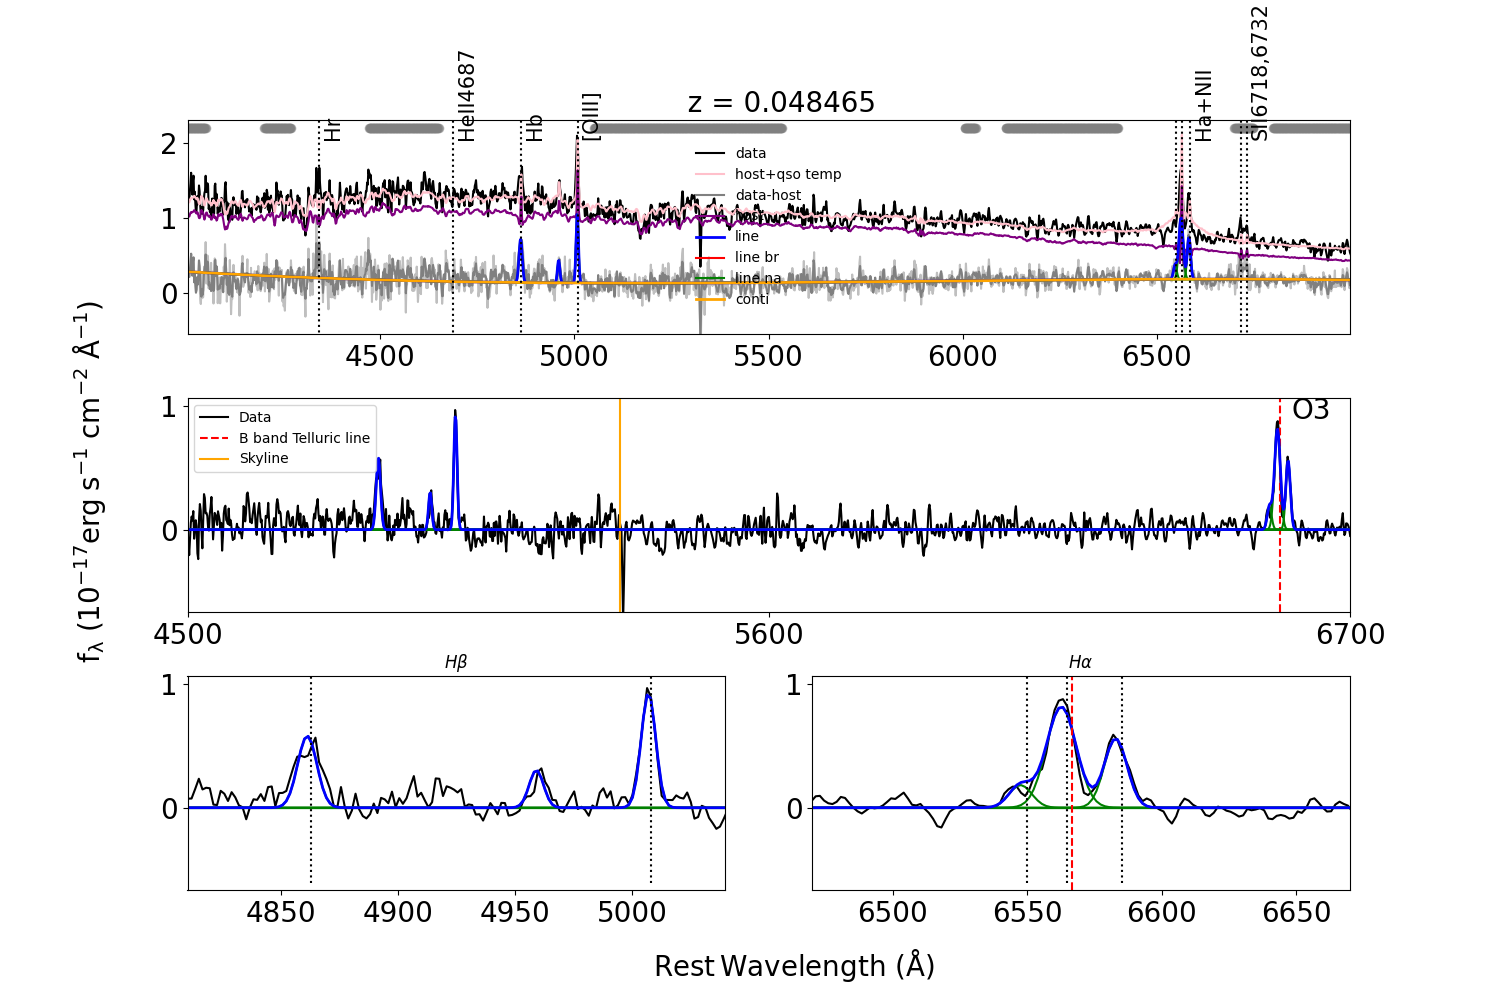 z = 0.048465
Hr
HeII4687
Hb
[OIII]
Ha+NII
SII6718,6732
data
host+qso temp
data-host
host
line
line br
line na
conti
2
1
0
4500 5000 5500 6000 6500
fλ (10⁻¹⁷erg s⁻¹ cm⁻² Å⁻¹)
Data
B band Telluric line
Skyline
O3
1
0
4500 5600 6700
Hβ
1
0
4850 4900 4950 5000
Hα
1
0
6500 6550 6600 6650
Rest Wavelength (Å)